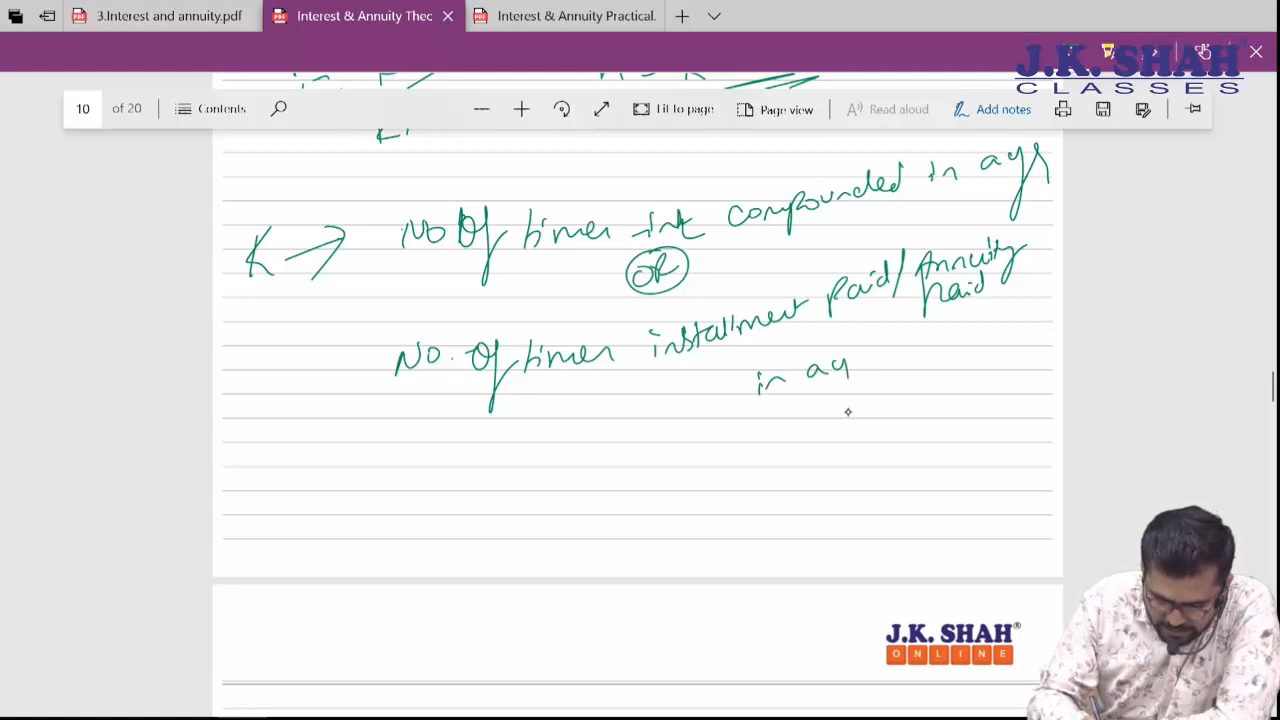 3.Interest and annuity.pdf
Interest & Annuity Thec
Interest & Annuity Practical.
J.K. SHAH
CLASSES
10 of 20
Contents
Fit to page
Page view
Read aloud
Add notes
K → No Of times int compounded in a yr
OR
No. Of times installment paid/Annuity paid
in a y
J.K. SHAH®
ONLINE